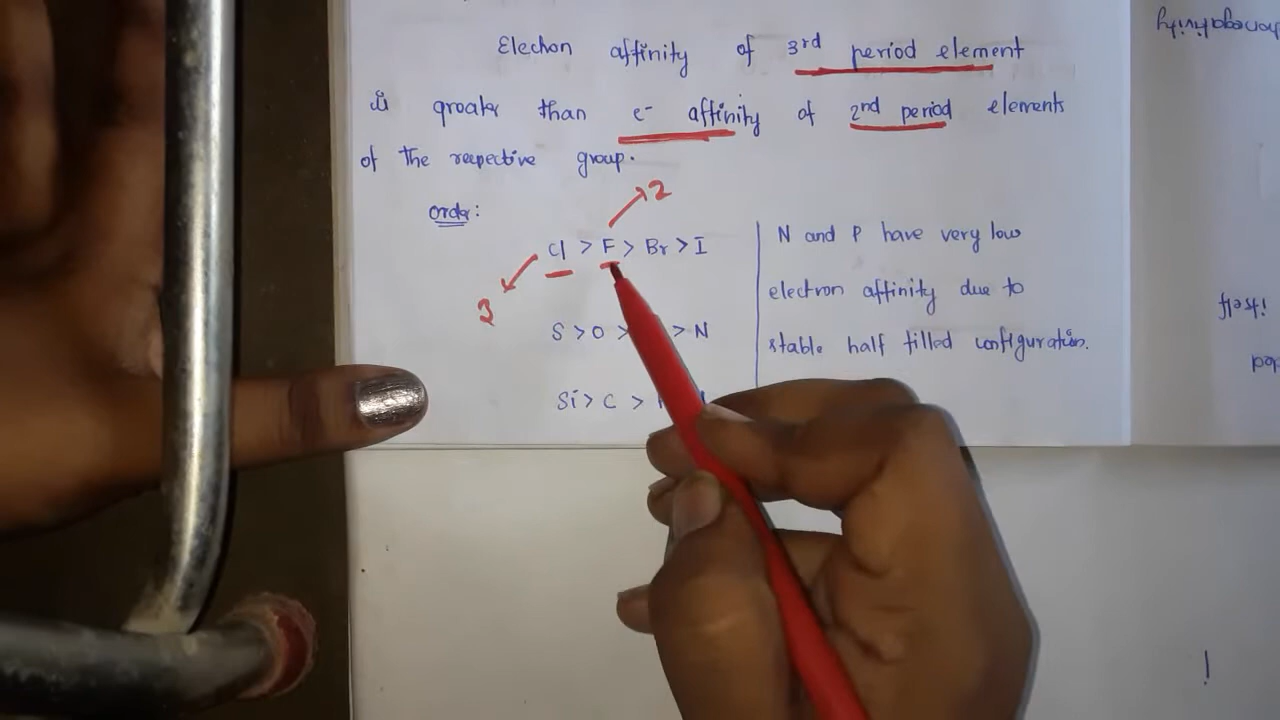 Electron affinity of 3rd period element
is greater than e- affinity of 2nd period elements
of the respective group.
Order:
2
Cl > F > Br > I
3
S > O > > N
Si > C >
N and P have very low
electron affinity due to
stable half filled configuration.